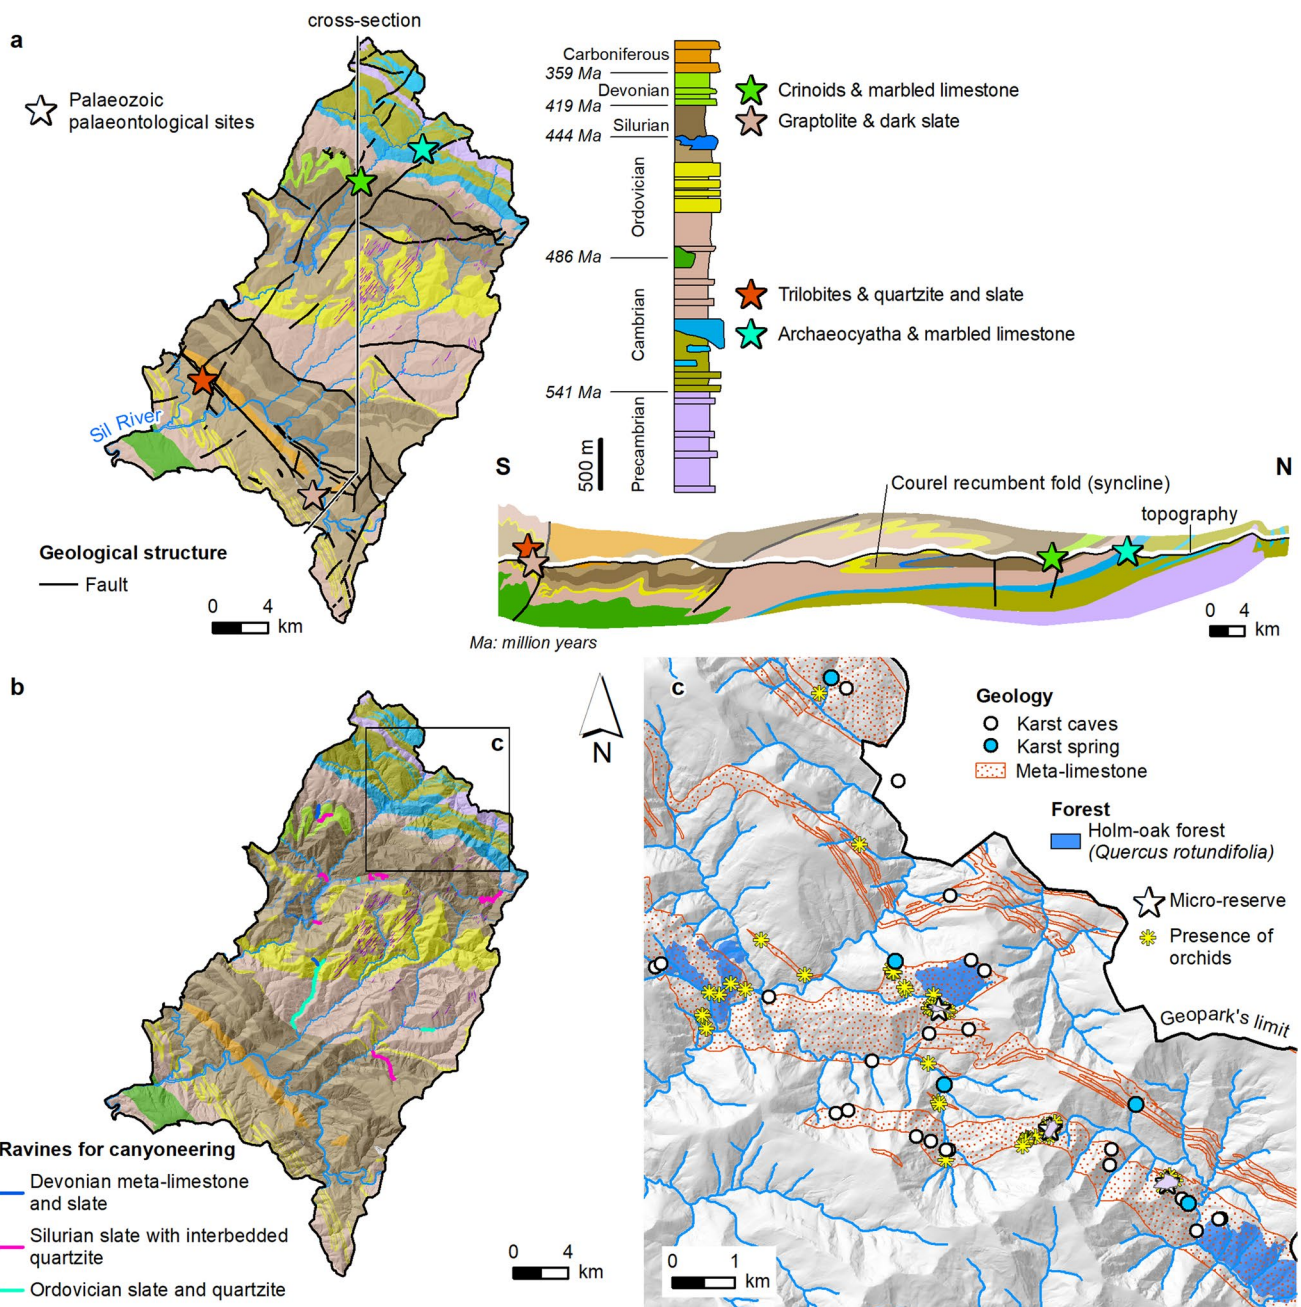 a
cross-section
Palaeozoic
palaeontological sites
Sil River
Geological structure
Fault
0 4
km
Carboniferous
359 Ma
Devonian
419 Ma
Silurian
444 Ma
Ordovician
486 Ma
Cambrian
541 Ma
Precambrian
500 m
Crinoids & marbled limestone
Graptolite & dark slate
Trilobites & quartzite and slate
Archaeocyatha & marbled limestone
S
N
Courel recumbent fold (syncline)
topography
0 4
km
Ma: million years
b
c
N
Ravines for canyoneering
Devonian meta-limestone
and slate
Silurian slate with interbedded
quartzite
Ordovician slate and quartzite
0 4
km
c
Geology
Karst caves
Karst spring
Meta-limestone
Forest
Holm-oak forest
(Quercus rotundifolia)
Micro-reserve
Presence of
orchids
Geopark's limit
0 1
km